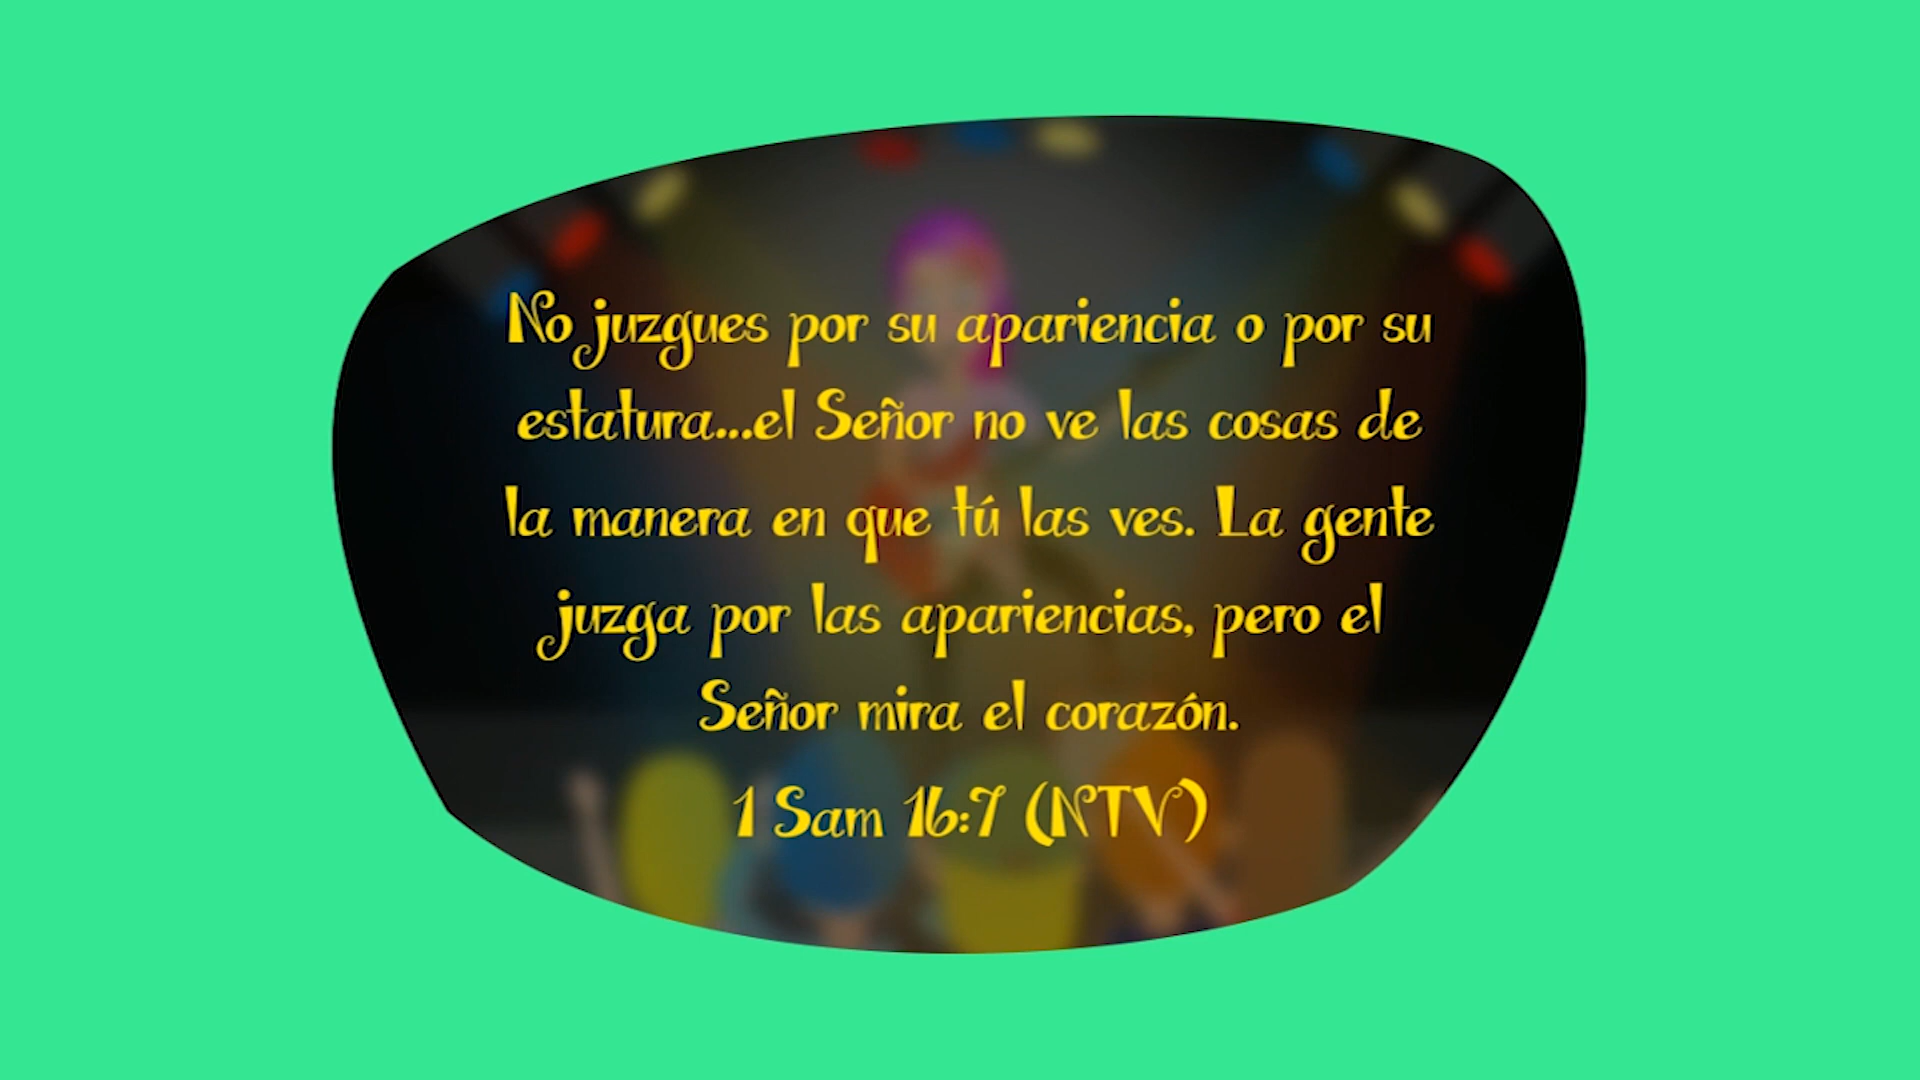 No juzgues por su apariencia o por su
estatura...el Señor no ve las cosas de
la manera en que tú las ves. La gente
juzga por las apariencias, pero el
Señor mira el corazón.
1 Sam 16:7 (NTV)